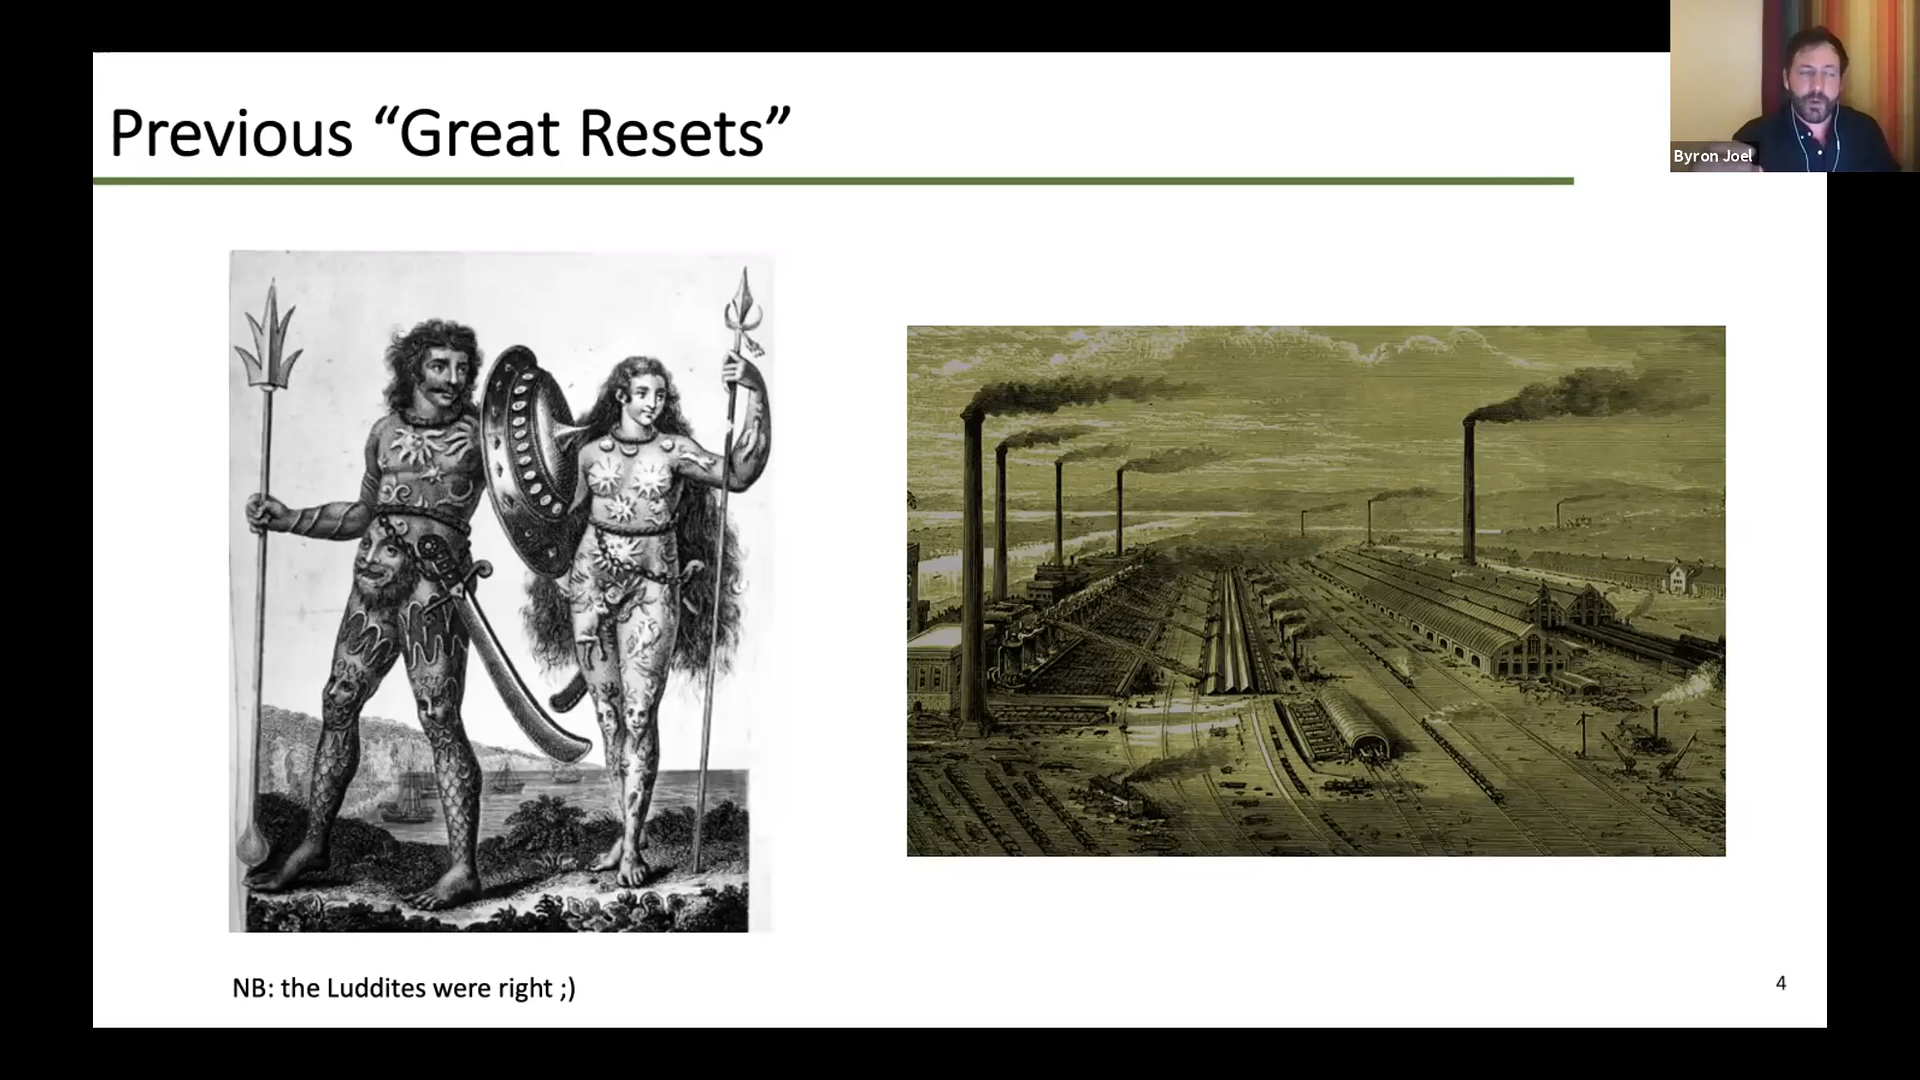 Previous “Great Resets”
Byron Joel
NB: the Luddites were right ;)
4